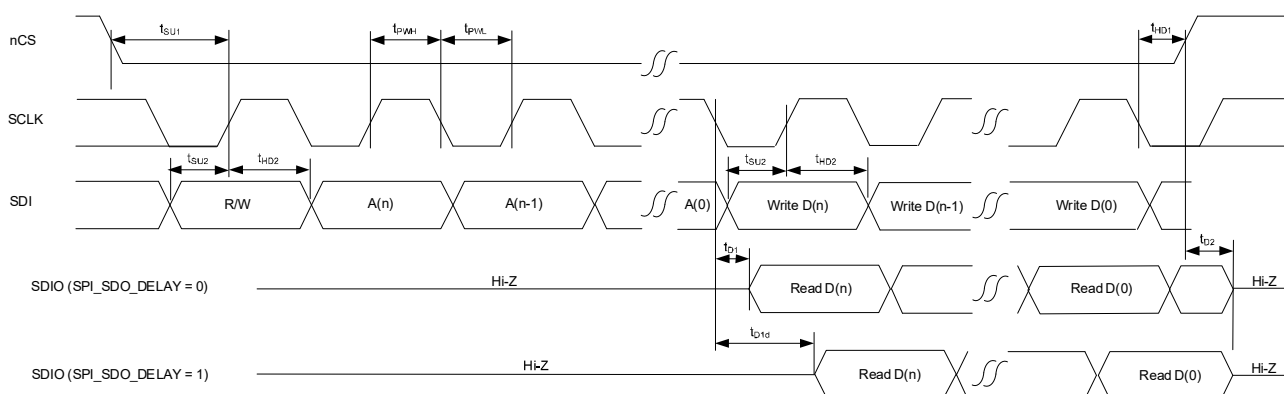 nCS
tSU1
tPWH
tPWL
tHD1
SCLK
tSU2
tHD2
tSU2
tHD2
SDI
R/W
A(n)
A(n-1)
A(0)
Write D(n)
Write D(n-1)
Write D(0)
tD1
tD2
SDIO (SPI_SDO_DELAY = 0)
Hi-Z
Read D(n)
Read D(0)
Hi-Z
tD1d
SDIO (SPI_SDO_DELAY = 1)
Hi-Z
Read D(n)
Read D(0)
Hi-Z